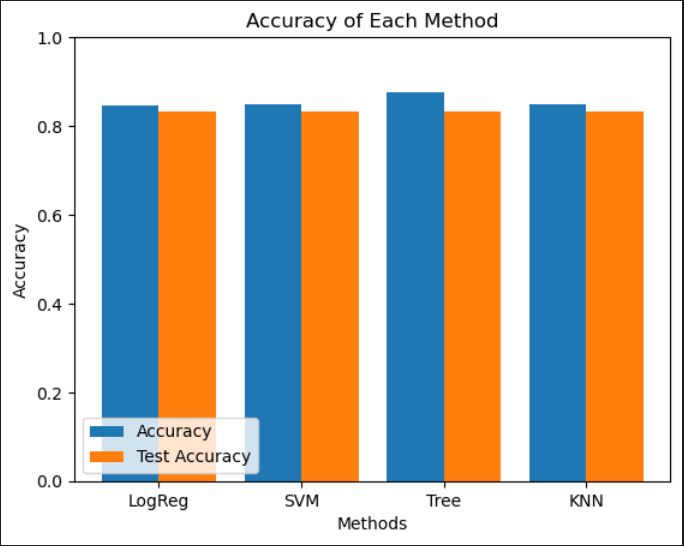 Accuracy of Each Method
1.0
0.8
0.6
0.4
0.2
0.0
Accuracy
Accuracy
Test Accuracy
LogReg SVM Tree KNN
Methods